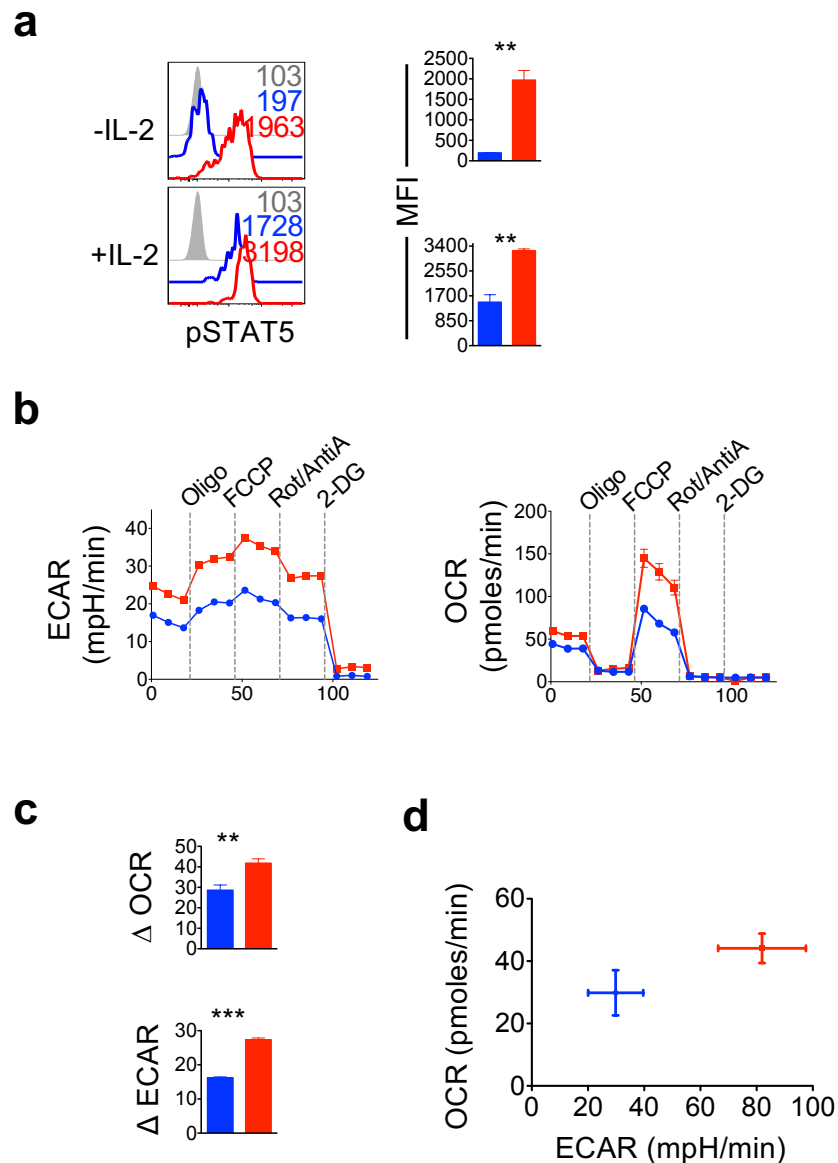 a
-IL-2
103
197
1963
+IL-2
103
1728
3198
pSTAT5
MFI
**
2500
2000
1500
1000
500
0
**
3400
2550
1700
850
0
b
Oligo
FCCP
Rot/AntiA
2-DG
ECAR
(mpH/min)
40
30
20
10
0
0
50
100
Oligo
FCCP
Rot/AntiA
2-DG
OCR
(pmoles/min)
200
150
100
50
0
0
50
100
c
**
Δ OCR
50
40
30
20
10
0
***
Δ ECAR
30
20
10
0
d
OCR (pmoles/min)
60
40
20
0
0
20
40
60
80
100
ECAR (mpH/min)